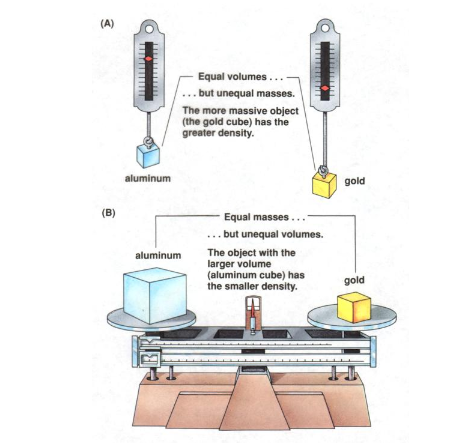 (A)
Equal volumes . . .
. . . but unequal masses.
The more massive object
(the gold cube) has the
greater density.
aluminum
gold
(B)
Equal masses . . .
. . . but unequal volumes.
aluminum
The object with the
larger volume
(aluminum cube) has
the smaller density.
gold